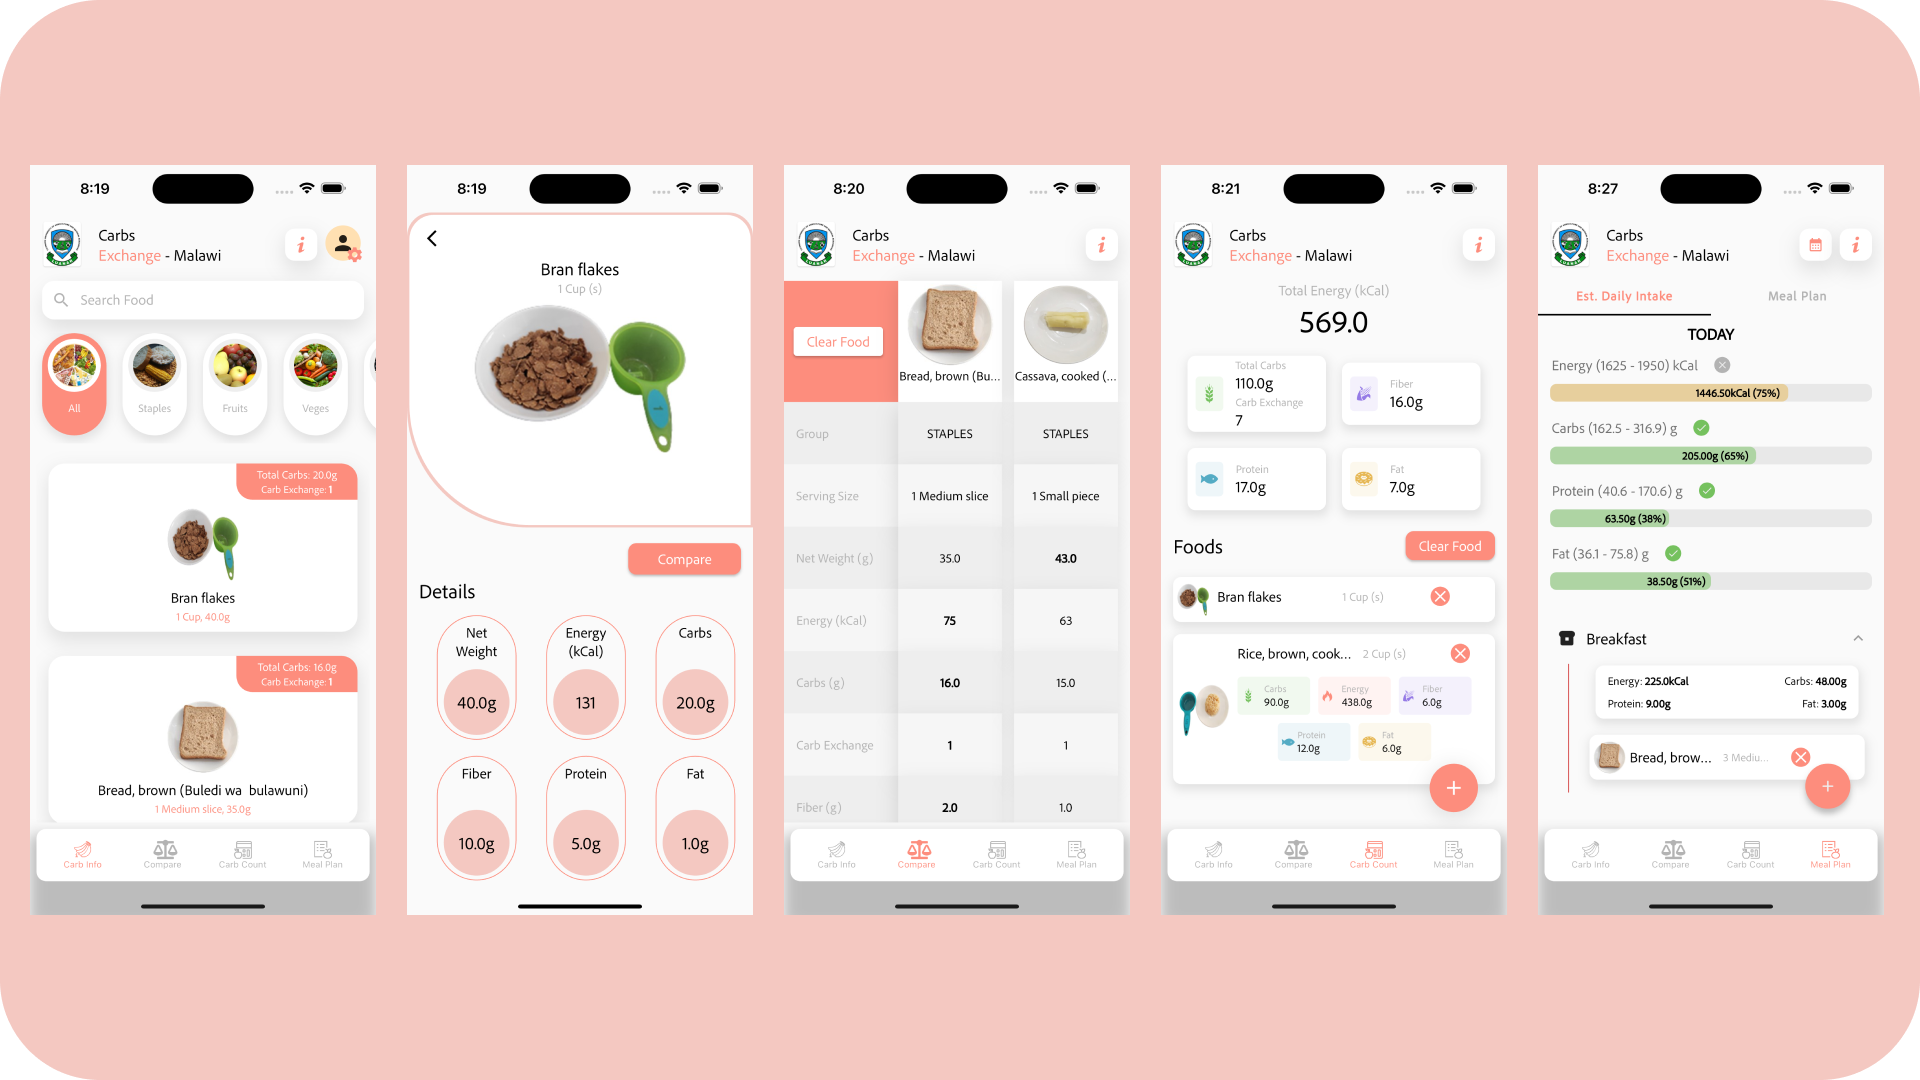 8:19
Carbs
Exchange - Malawi
i
Search Food
All
Staples
Fruits
Veges
Total Carbs: 20.0g
Carb Exchange: 1
Bran flakes
1 Cup, 40.0g
Total Carbs: 16.0g
Carb Exchange: 1
Bread, brown (Buledi wa bulawuni)
1 Medium slice, 35.0g
Carb Info
Compare
Carb Count
Meal Plan
8:19
Bran flakes
1 Cup (s)
Compare
Details
Net Weight
40.0g
Energy (kCal)
131
Carbs
20.0g
Fiber
10.0g
Protein
5.0g
Fat
1.0g
8:20
Carbs
Exchange - Malawi
i
Clear Food
Bread, brown (Bu...
Cassava, cooked (...
Group
STAPLES
STAPLES
Serving Size
1 Medium slice
1 Small piece
Net Weight (g)
35.0
43.0
Energy (kCal)
75
63
Carbs (g)
16.0
15.0
Carb Exchange
1
1
Fiber (g)
2.0
1.0
Carb Info
Compare
Carb Count
Meal Plan
8:21
Carbs
Exchange - Malawi
i
Total Energy (kCal)
569.0
Total Carbs
110.0g
Carb Exchange
7
Fiber
16.0g
Protein
17.0g
Fat
7.0g
Foods
Clear Food
Bran flakes
1 Cup (s)
Rice, brown, cook...
2 Cup (s)
Carbs
90.0g
Energy
438.0g
Fiber
6.0g
Protein
12.0g
Fat
6.0g
+
Carb Info
Compare
Carb Count
Meal Plan
8:27
Carbs
Exchange - Malawi
i
Est. Daily Intake
Meal Plan
TODAY
Energy (1625 - 1950) kCal
1446.50kCal (75%)
Carbs (162.5 - 316.9) g
205.00g (65%)
Protein (40.6 - 170.6) g
63.50g (38%)
Fat (36.1 - 75.8) g
38.50g (51%)
Breakfast
Energy: 225.0kCal
Carbs: 48.00g
Protein: 9.00g
Fat: 3.00g
Bread, brow...
3 Mediu...
+
Carb Info
Compare
Carb Count
Meal Plan